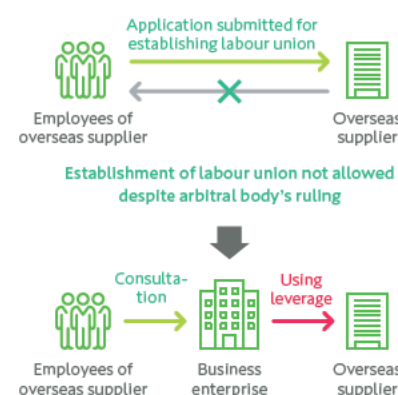 Application submitted for
establishing labour union
Employees of
overseas supplier
Overseas
supplier
Establishment of labour union not allowed
despite arbitral body's ruling
Consulta-
tion
Using
leverage
Employees of
overseas supplier
Business
enterprise
Overseas
supplier